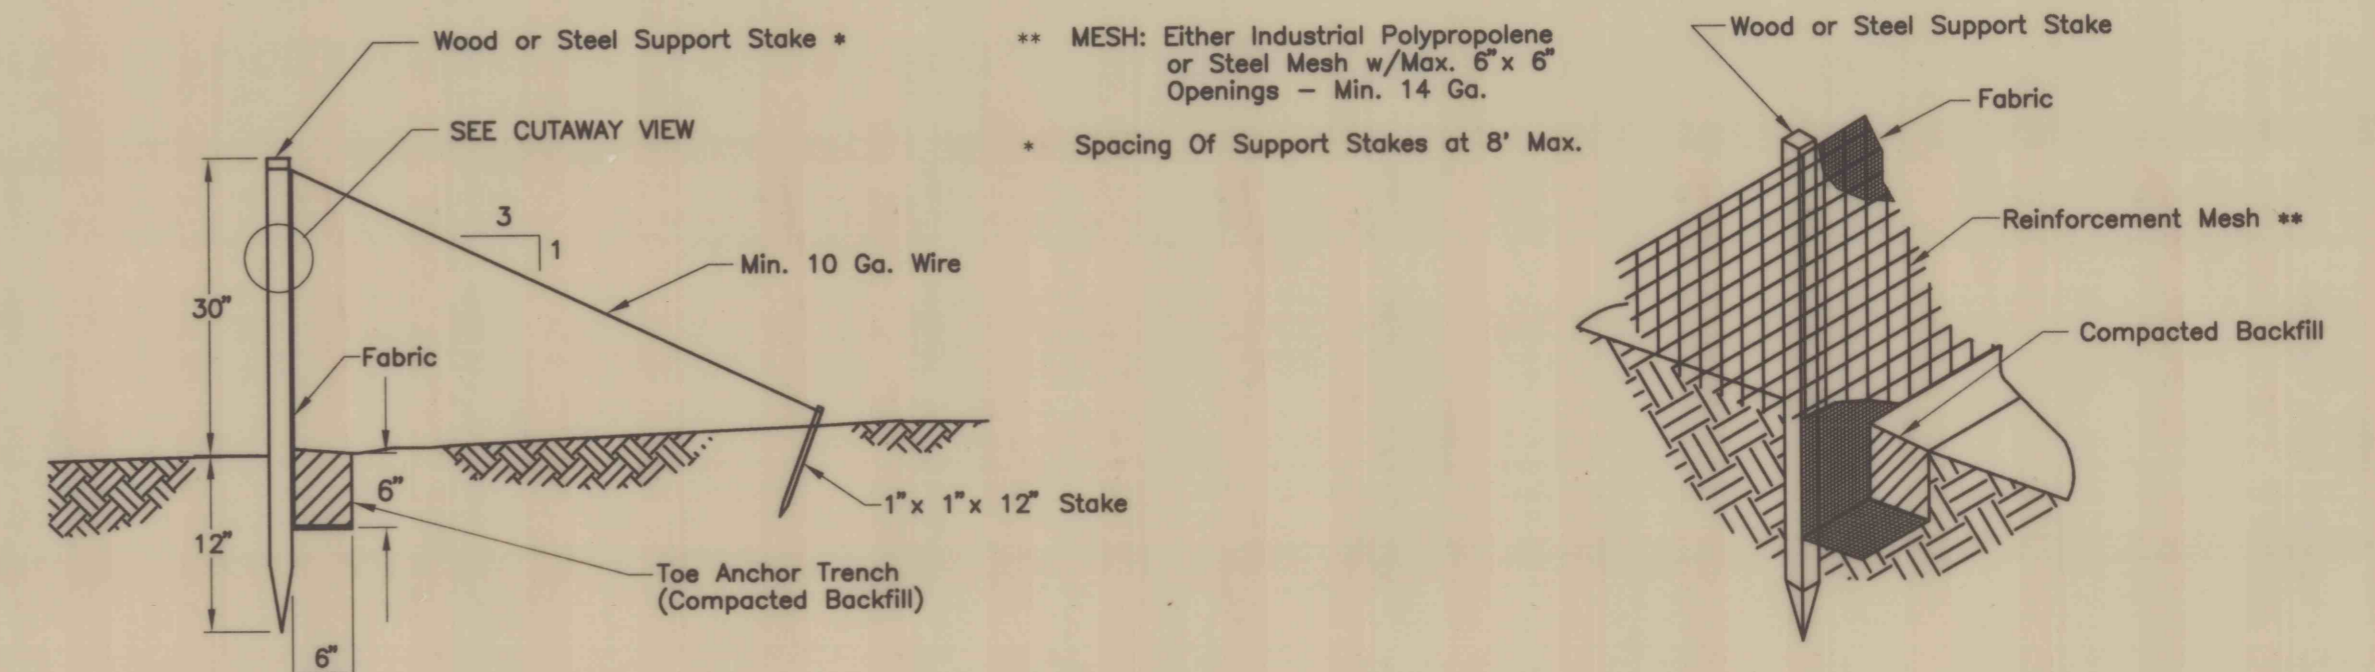 Wood or Steel Support Stake *
SEE CUTAWAY VIEW
30"
Fabric
12"
6"
6"
3
1
Min. 10 Ga. Wire
1"x 1"x 12" Stake
Toe Anchor Trench
(Compacted Backfill)
** MESH: Either Industrial Polypropolene
or Steel Mesh w/Max. 6"x 6"
Openings – Min. 14 Ga.
* Spacing Of Support Stakes at 8' Max.
Wood or Steel Support Stake
Fabric
Reinforcement Mesh **
Compacted Backfill